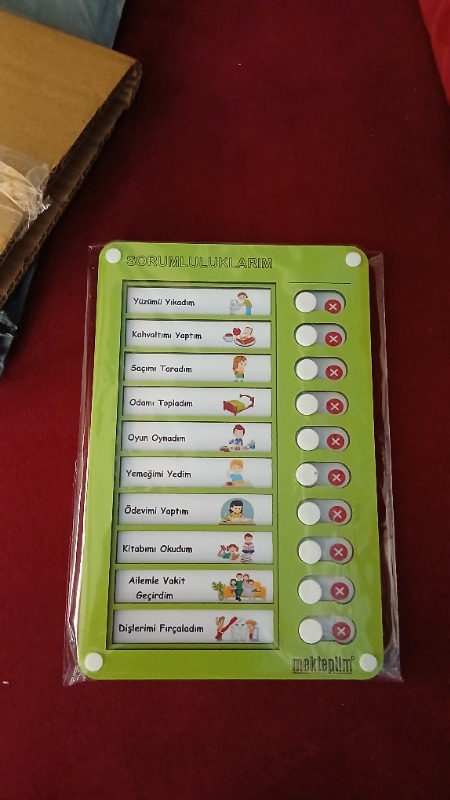 SORUMLULUKLARIM
Yüzümü Yıkadım
Kahvaltımı Yaptım
Saçımı Taradım
Odamı Topladım
Oyun Oynadım
Yemeğimi Yedim
Ödevimi Yaptım
Kitabımı Okudum
Ailemle Vakit
Geçirdim
Dişlerimi Fırçaladım
mekteplim